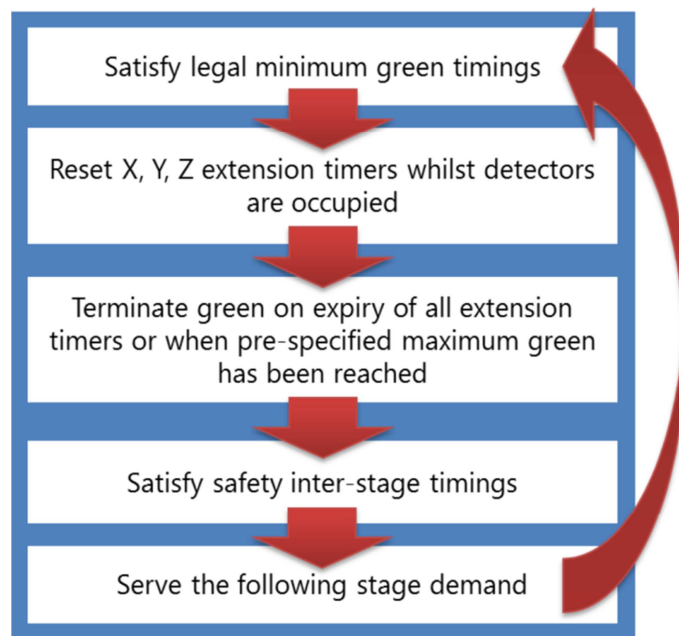 Satisfy legal minimum green timings
Reset X, Y, Z extension timers whilst detectors
are occupied
Terminate green on expiry of all extension
timers or when pre-specified maximum green
has been reached
Satisfy safety inter-stage timings
Serve the following stage demand